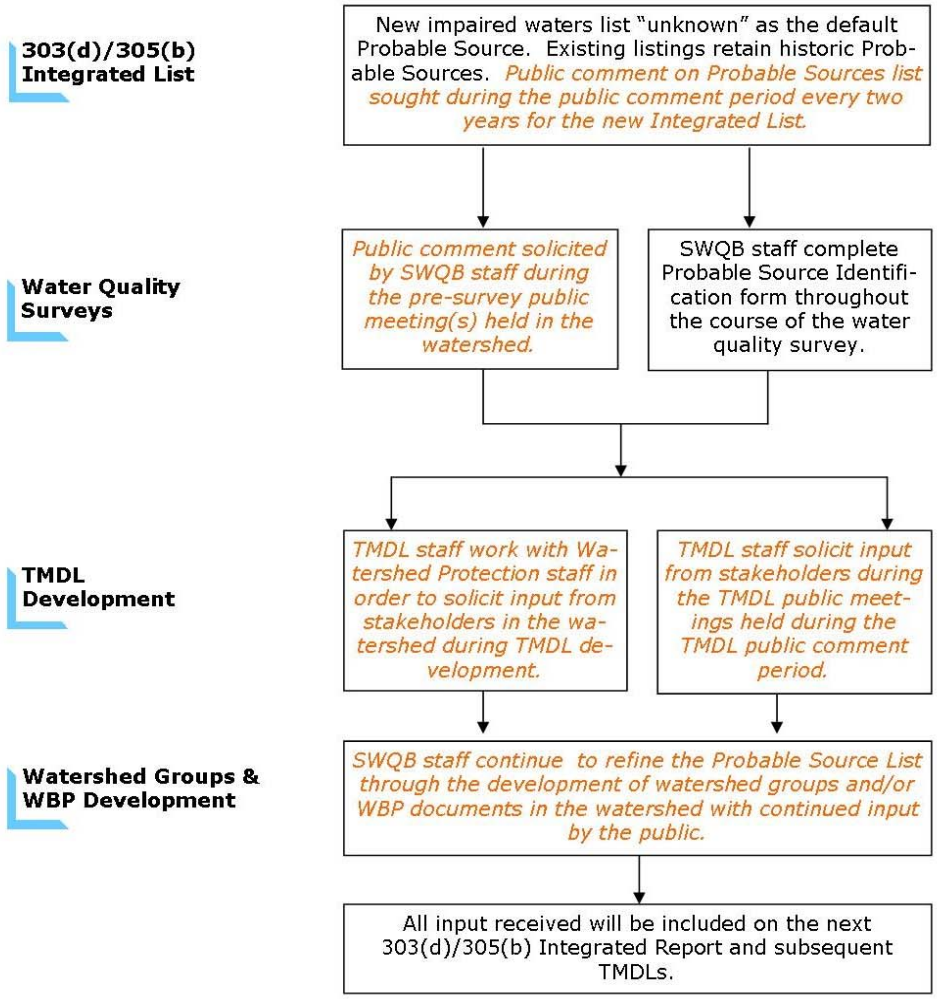 303(d)/305(b)
Integrated List
New impaired waters list “unknown” as the default
Probable Source.  Existing listings retain historic Prob-
able Sources.  Public comment on Probable Sources list
sought during the public comment period every two
years for the new Integrated List.
Water Quality
Surveys
Public comment solicited
by SWQB staff during
the pre-survey public
meeting(s) held in the
watershed.
SWQB staff complete
Probable Source Identifi-
cation form throughout
the course of the water
quality survey.
TMDL
Development
TMDL staff work with Wa-
tershed Protection staff in
order to solicit input from
stakeholders in the wa-
tershed during TMDL de-
velopment.
TMDL staff solicit input
from stakeholders during
the TMDL public meet-
ings held during the
TMDL public comment
period.
Watershed Groups &
WBP Development
SWQB staff continue  to refine the Probable Source List
through the development of watershed groups and/or
WBP documents in the watershed with continued input
by the public.
All input received will be included on the next
303(d)/305(b) Integrated Report and subsequent
TMDLs.